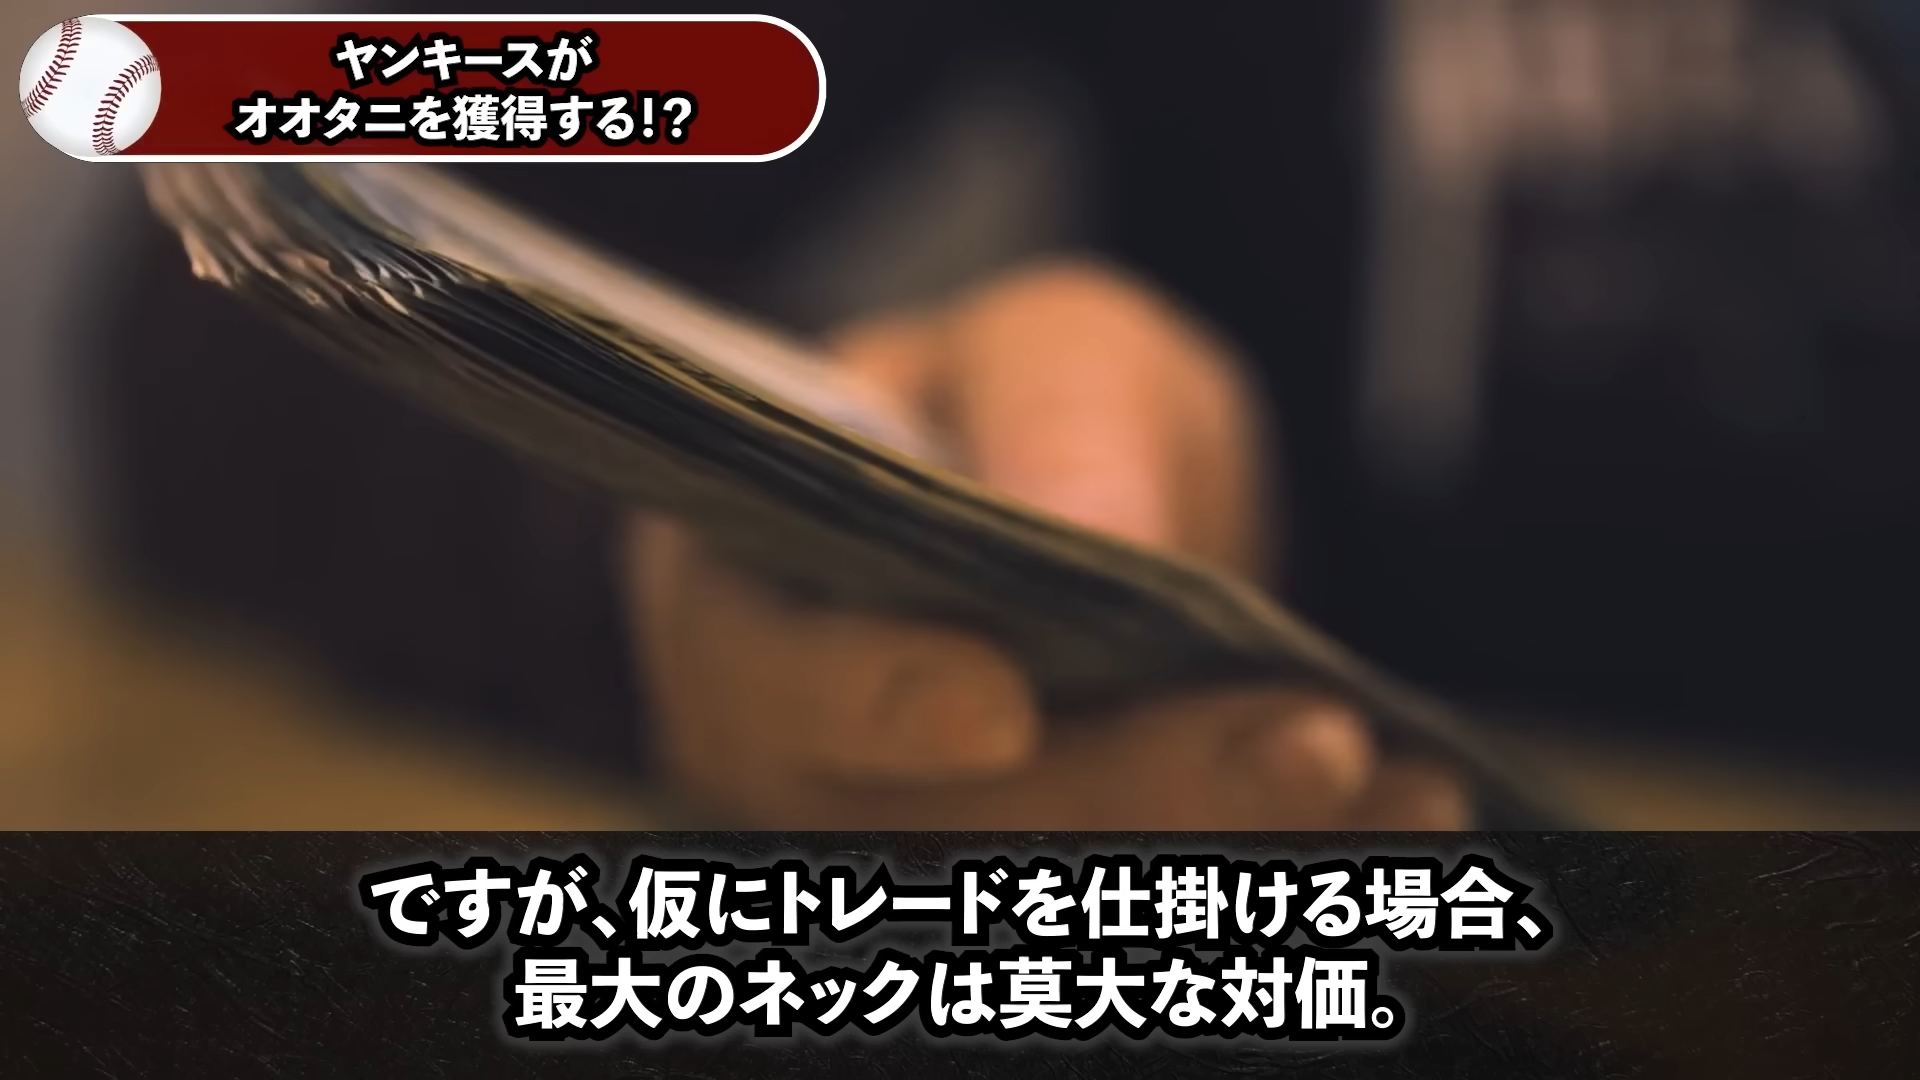 ヤンキースが
オオタニを獲得する!?
ですが、仮にトレードを仕掛ける場合、
最大のネックは莫大な対価。